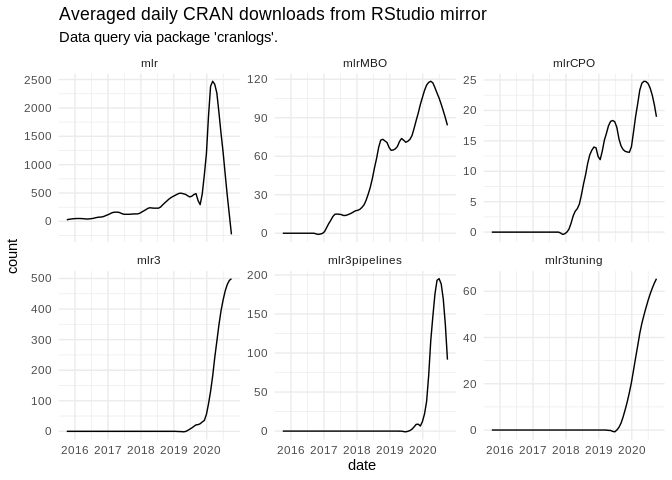 Averaged daily CRAN downloads from RStudio mirror
Data query via package 'cranlogs'.
mlr
mlrMBO
mlrCPO
2500
2000
1500
1000
500
0
120
90
60
30
0
25
20
15
10
5
0
count
mlr3
mlr3pipelines
mlr3tuning
500
400
300
200
100
0
200
150
100
50
0
60
40
20
0
2016 2017 2018 2019 2020
2016 2017 2018 2019 2020
2016 2017 2018 2019 2020
date